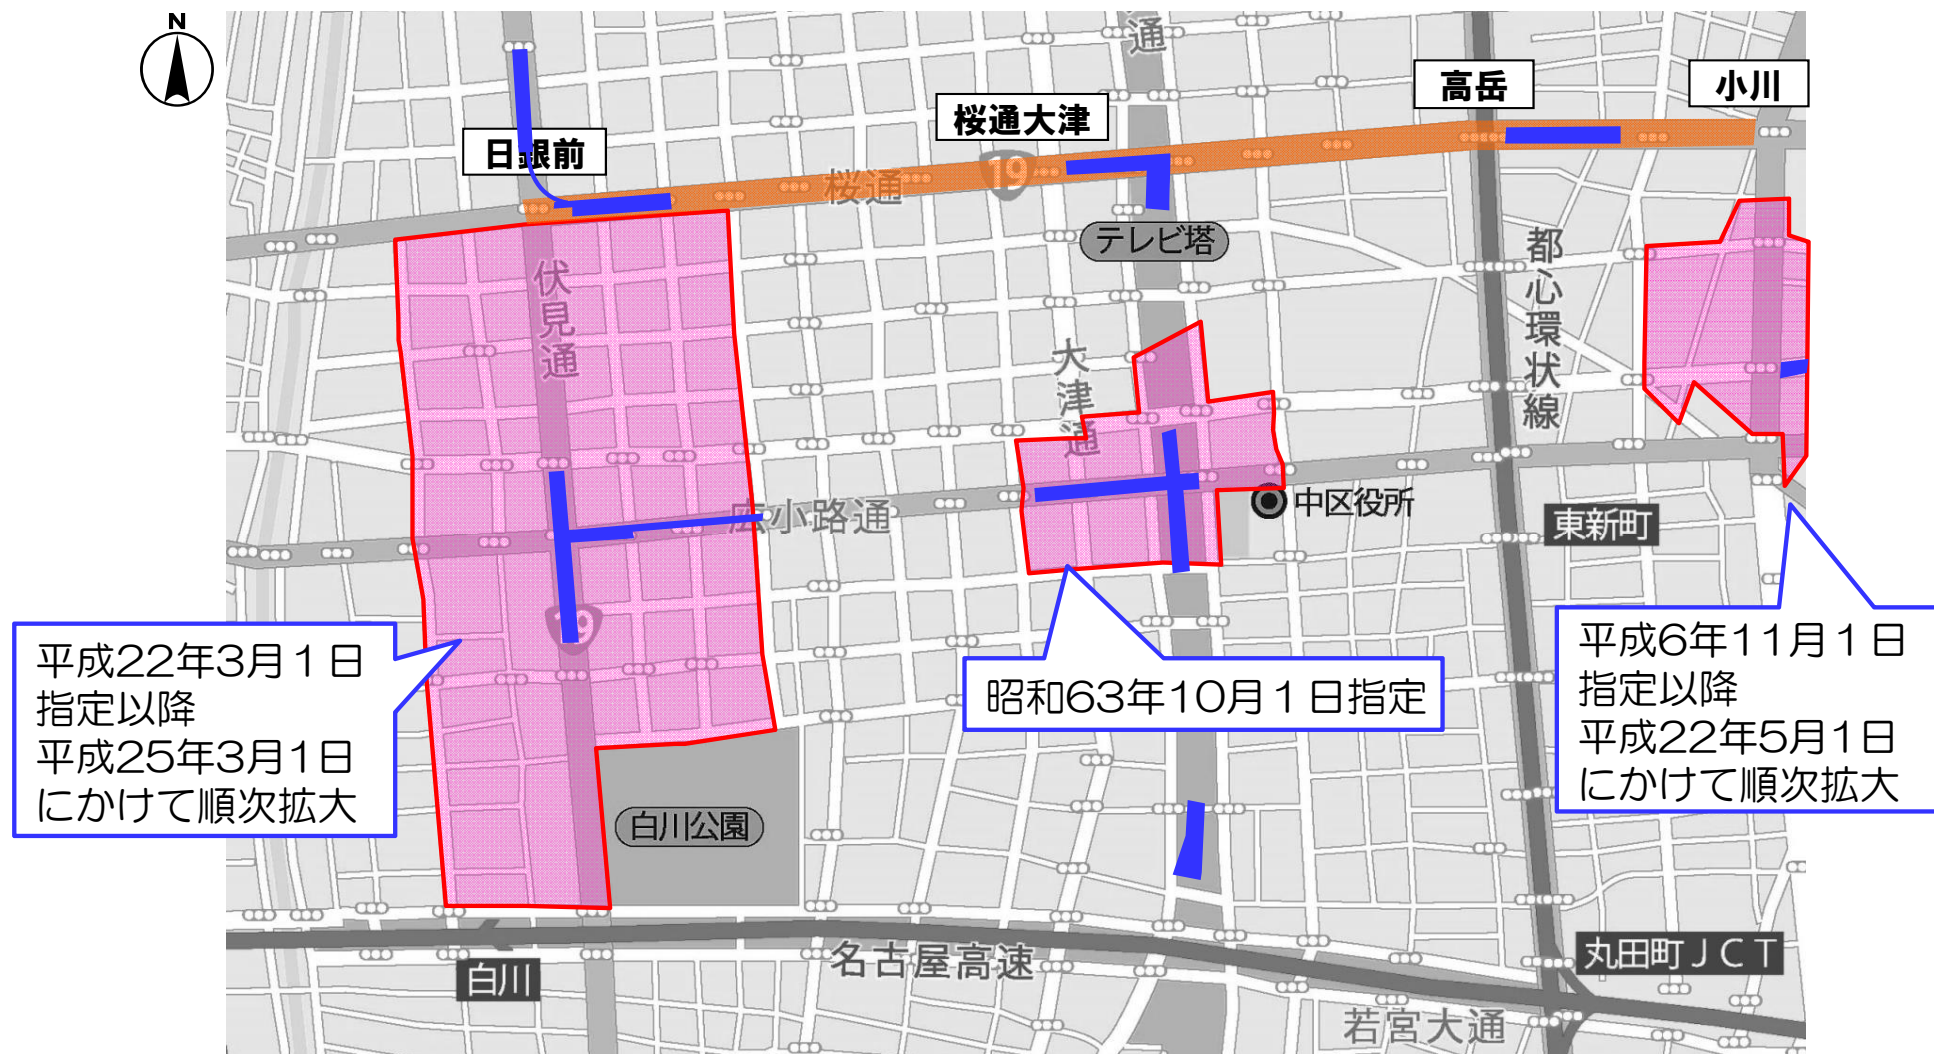 N
通
高岳
小川
桜通大津
日銀前
桜通
19
テレビ塔
都心環状線
伏見通
大津通
広小路通
中区役所
東新町
19
平成22年3月1日
指定以降
平成25年3月1日
にかけて順次拡大
昭和63年10月1日指定
平成6年11月1日
指定以降
平成22年5月1日
にかけて順次拡大
白川公園
名古屋高速
白川
丸田町JCT
若宮大通